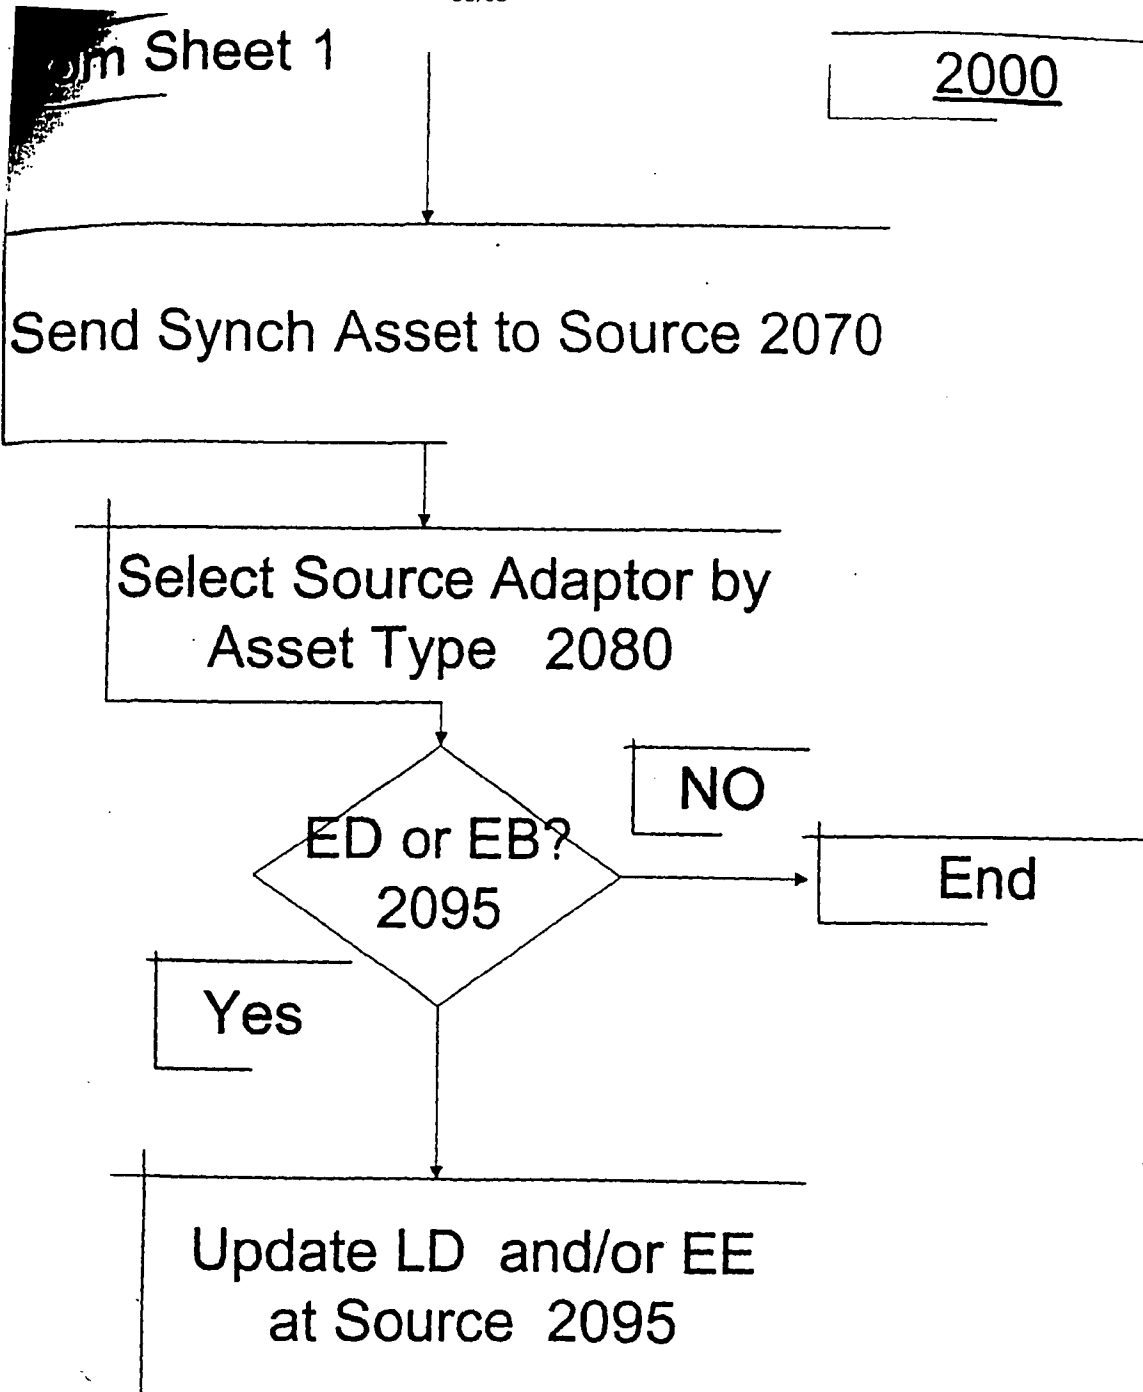 om Sheet 1
2000
Send Synch Asset to Source 2070
Select Source Adaptor by
Asset Type 2080
NO
ED or EB?
2095
End
Yes
Update LD and/or EE
at Source 2095